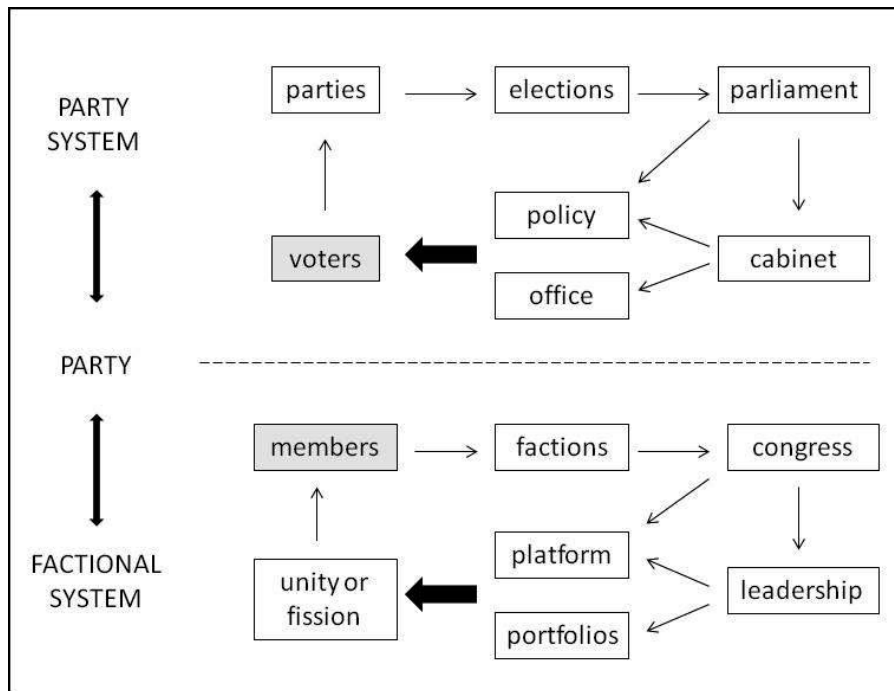 parties
elections
parliament
PARTY
SYSTEM
policy
voters
cabinet
office
PARTY
members
factions
congress
platform
FACTIONAL
SYSTEM
unity or
fission
leadership
portfolios